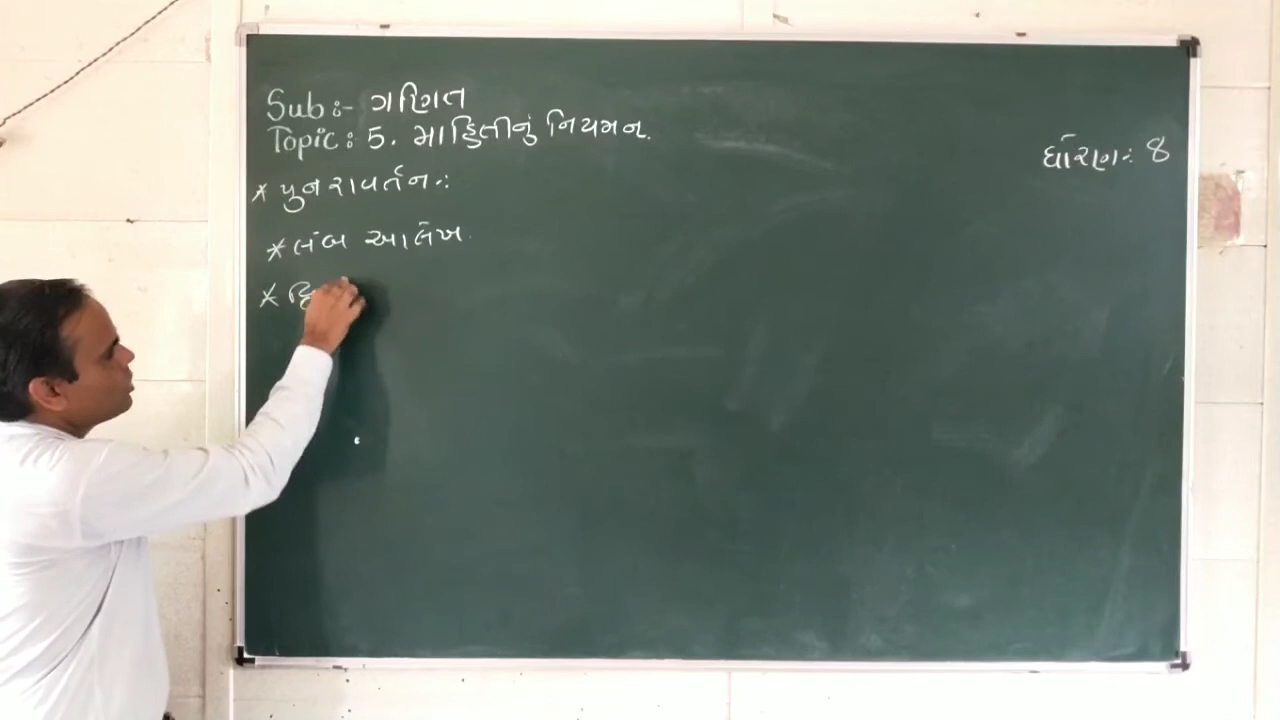 Sub:- ગણિત
Topic: 5. માહિતીનું નિયમન.
ધોરણ: 8
* પુનરાવર્તન:
* લંબ આલેખ.
*